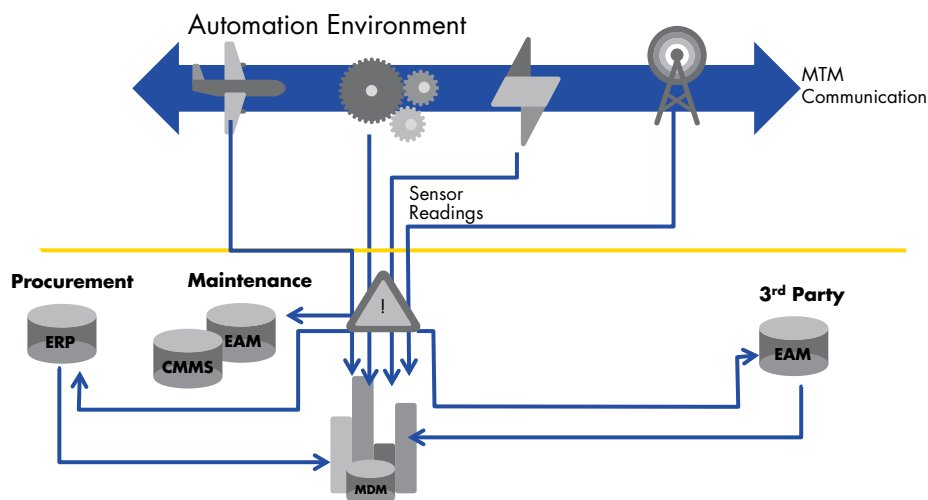 Automation Environment
MTM
Communication
Sensor
Readings
Procurement
Maintenance
3rd Party
!
ERP
EAM
CMMS
EAM
MDM